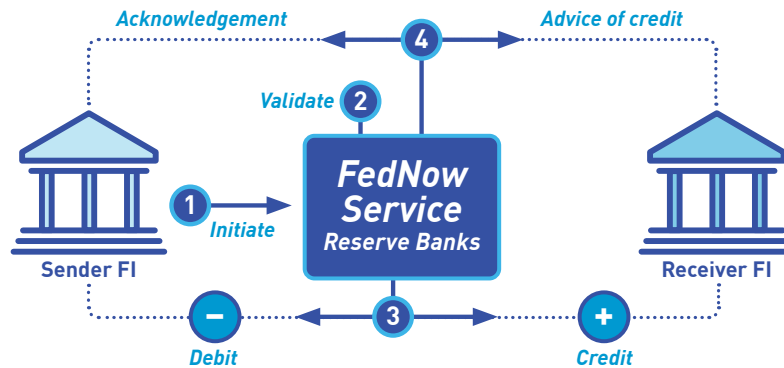 Acknowledgement
4
Advice of credit
Validate 2
FedNow
Service
Reserve Banks
1
Initiate
Sender FI
Receiver FI
3
−
+
Debit
Credit